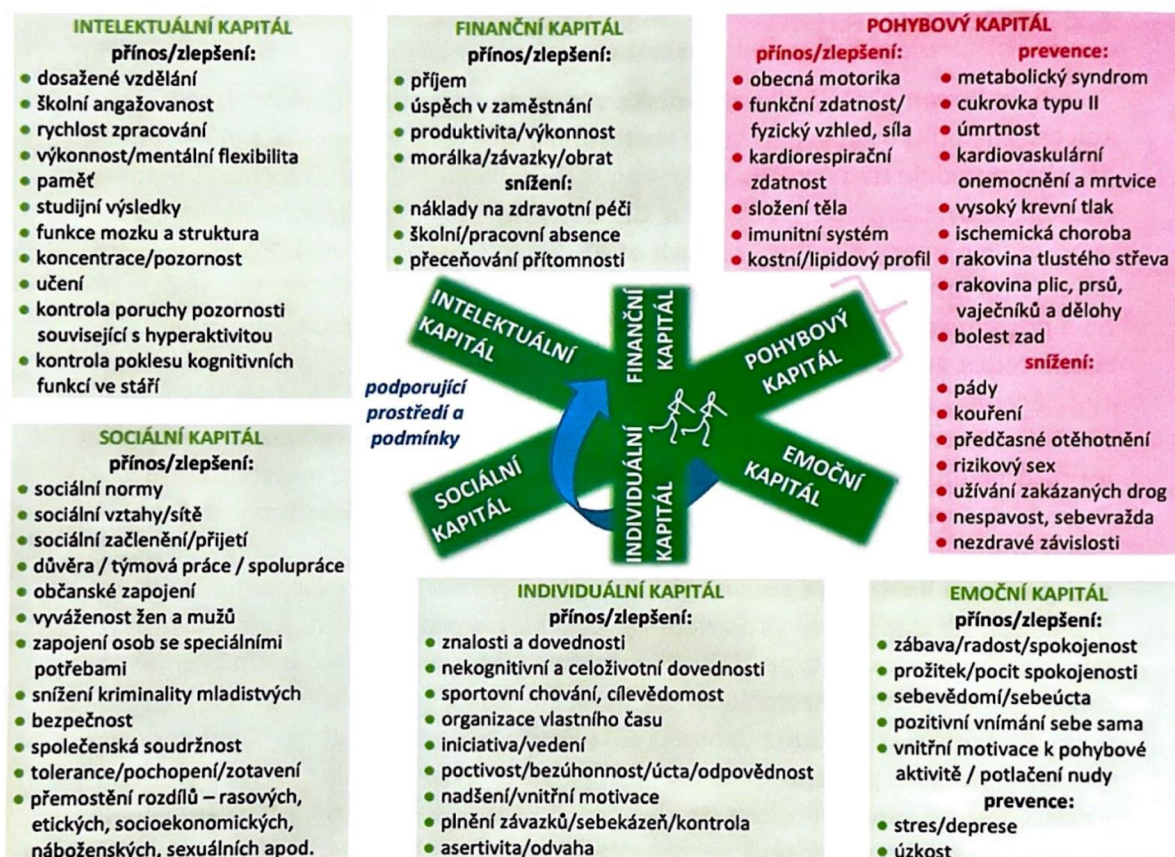 INTELEKTUÁLNÍ KAPITÁL
přínos/zlepšení:
• dosažené vzdělání
• školní angažovanost
• rychlost zpracování
• výkonnost/mentální flexibilita
• paměť
• studijní výsledky
• funkce mozku a struktura
• koncentrace/pozornost
• učení
• kontrola poruchy pozornosti
související s hyperaktivitou
• kontrola poklesu kognitivních
funkcí ve stáří
FINANČNÍ KAPITÁL
přínos/zlepšení:
• příjem
• úspěch v zaměstnání
• produktivita/výkonnost
• morálka/závazky/obrat
snížení:
• náklady na zdravotní péči
• školní/pracovní absence
• přeceňování přítomnosti
POHYBOVÝ KAPITÁL
přínos/zlepšení:
• obecná motorika
• funkční zdatnost/
fyzický vzhled, síla
• kardiorespirační
zdatnost
• složení těla
• imunitní systém
• kostní/lipidový profil
prevence:
• metabolický syndrom
• cukrovka typu II
• úmrtnost
• kardiovaskulární
onemocnění a mrtvice
• vysoký krevní tlak
• ischemická choroba
• rakovina tlustého střeva
• rakovina plic, prsů,
vaječníků a dělohy
• bolest zad
snížení:
• pády
• kouření
• předčasné otěhotnění
• rizikový sex
• užívání zakázaných drog
• nespavost, sebevražda
• nezdravé závislosti
INTELEKTUÁLNÍ
KAPITÁL
FINANČNÍ
KAPITÁL
POHYBOVÝ
KAPITÁL
podporující
prostředí a
podmínky
SOCIÁLNÍ
KAPITÁL
INDIVIDUÁLNÍ
KAPITÁL
EMOČNÍ
KAPITÁL
SOCIÁLNÍ KAPITÁL
přínos/zlepšení:
• sociální normy
• sociální vztahy/sítě
• sociální začlenění/přijetí
• důvěra / týmová práce / spolupráce
• občanské zapojení
• vyváženost žen a mužů
• zapojení osob se speciálními
potřebami
• snížení kriminality mladistvých
• bezpečnost
• společenská soudržnost
• tolerance/pochopení/zotavení
• přemostění rozdílů – rasových,
etických, socioekonomických,
náboženských, sexuálních apod.
INDIVIDUÁLNÍ KAPITÁL
přínos/zlepšení:
• znalosti a dovednosti
• nekognitivní a celoživotní dovednosti
• sportovní chování, cílevědomost
• organizace vlastního času
• iniciativa/vedení
• poctivost/bezúhonnost/úcta/odpovědnost
• nadšení/vnitřní motivace
• plnění závazků/sebekázeň/kontrola
• asertivita/odvaha
EMOČNÍ KAPITÁL
přínos/zlepšení:
• zábava/radost/spokojenost
• prožitek/pocit spokojenosti
• sebevědomí/sebeúcta
• pozitivní vnímání sebe sama
• vnitřní motivace k pohybové
aktivitě / potlačení nudy
prevence:
• stres/deprese
• úzkost